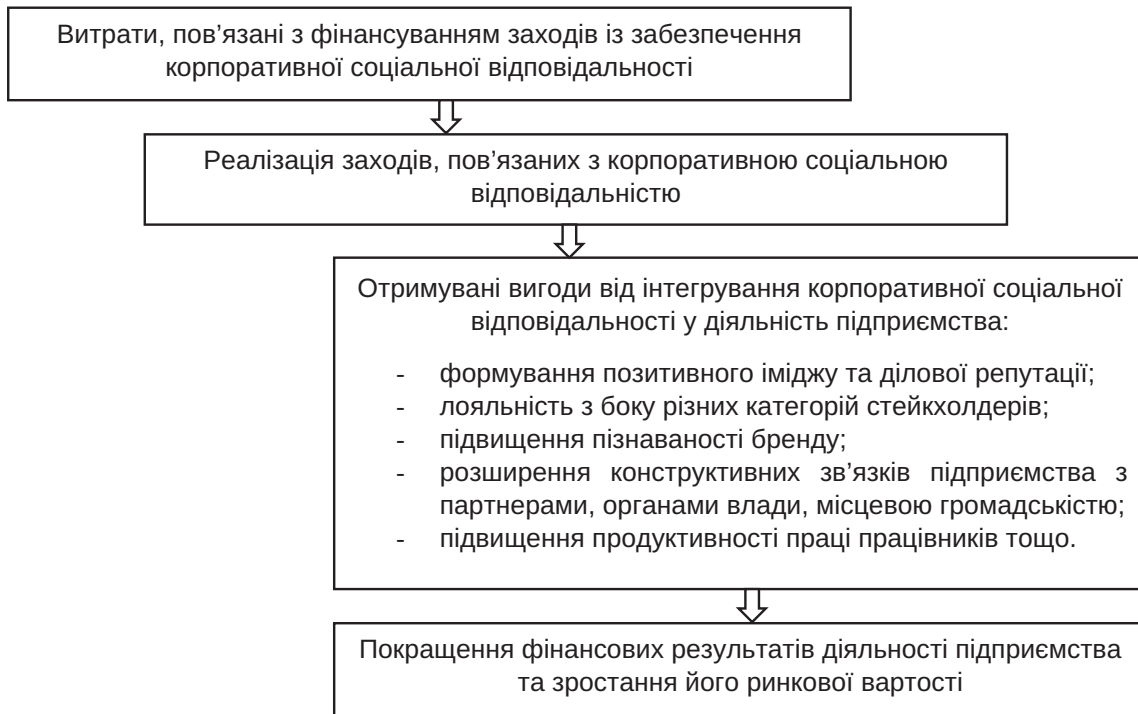 Витрати, пов’язані з фінансуванням заходів із забезпечення
корпоративної соціальної відповідальності
Реалізація заходів, пов’язаних з корпоративною соціальною
відповідальністю
Отримувані вигоди від інтегрування корпоративної соціальної
відповідальності у діяльність підприємства:
- формування позитивного іміджу та ділової репутації;
- лояльність з боку різних категорій стейкхолдерів;
- підвищення пізнаваності бренду;
- розширення конструктивних зв’язків підприємства з
партнерами, органами влади, місцевою громадськістю;
- підвищення продуктивності праці працівників тощо.
Покращення фінансових результатів діяльності підприємства
та зростання його ринкової вартості